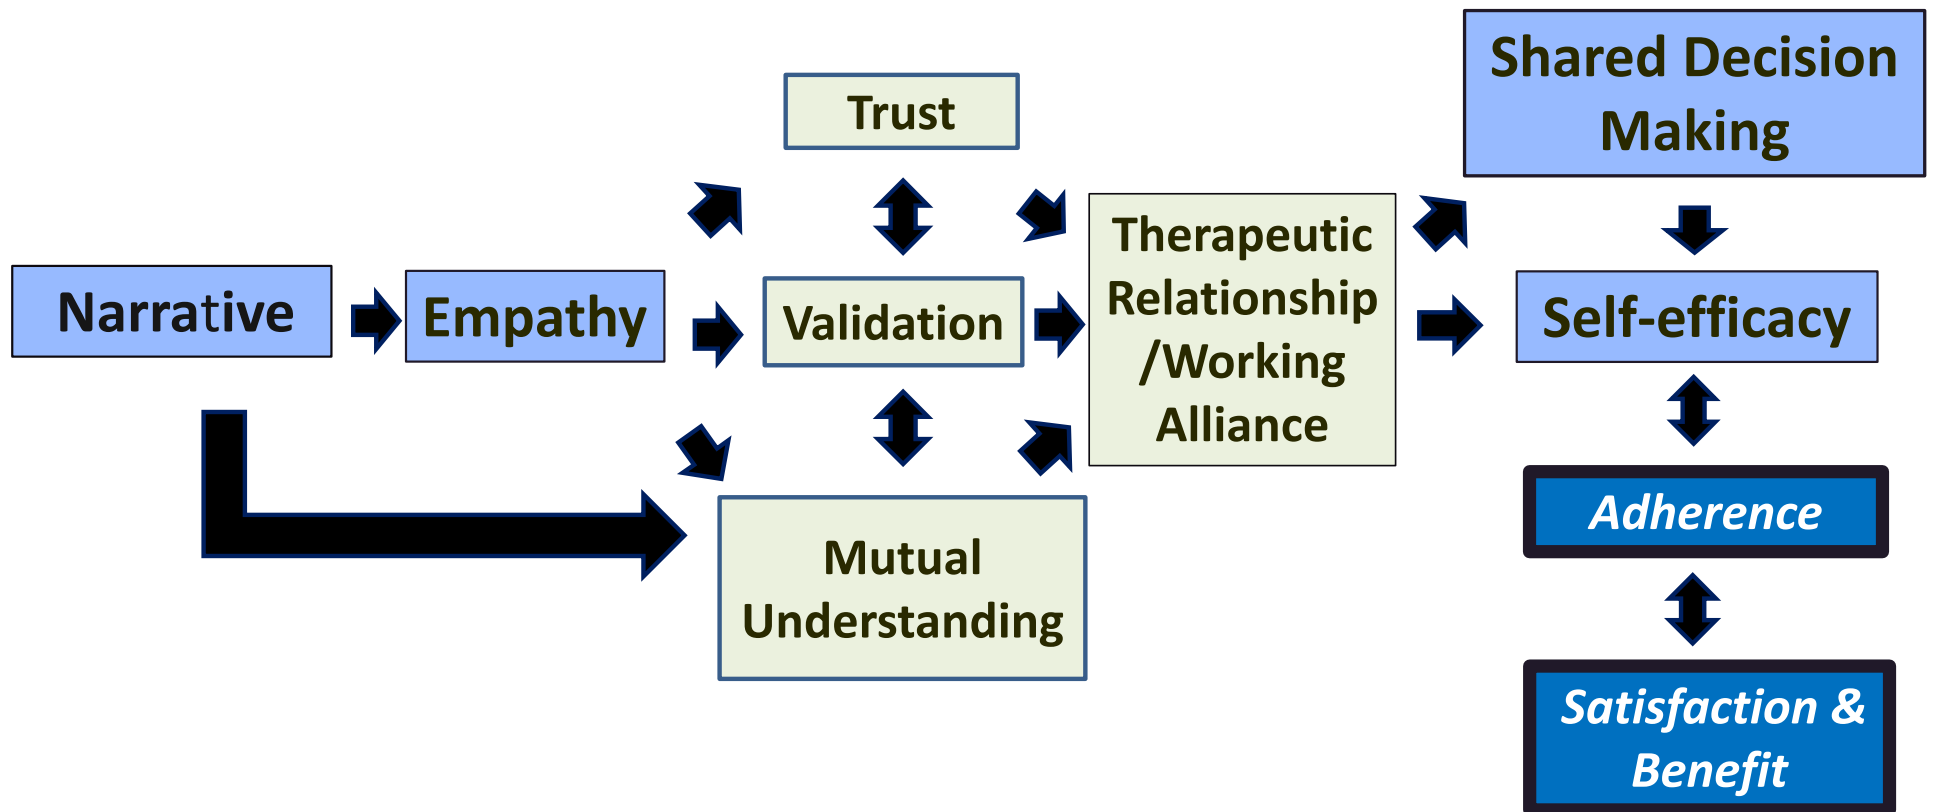 Narrative
Empathy
Trust
Validation
Mutual
Understanding
Therapeutic
Relationship
/Working
Alliance
Shared Decision
Making
Self-efficacy
Adherence
Satisfaction &
Benefit